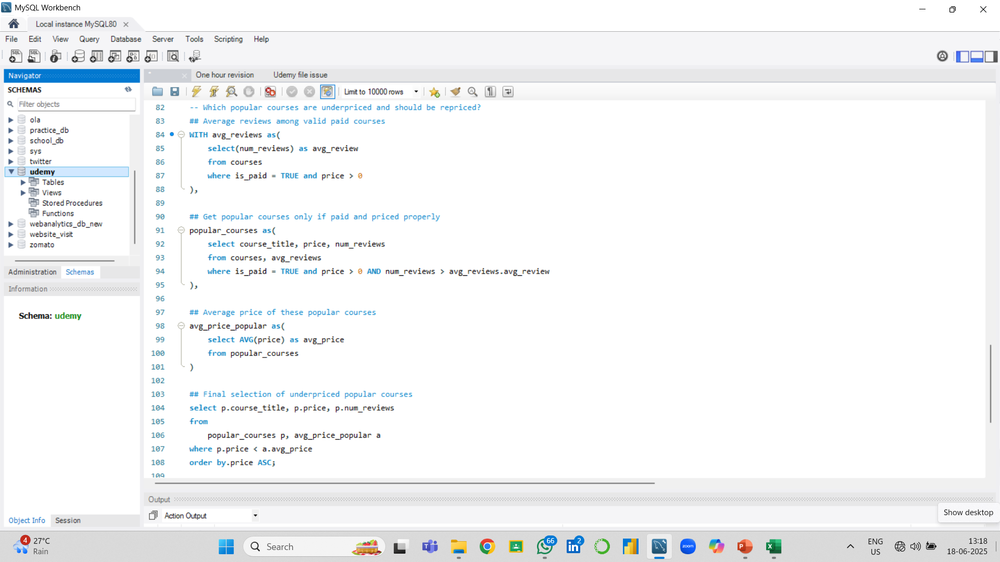 MySQL Workbench
Local instance MySQL80
File Edit View Query Database Server Tools Scripting Help
Navigator
SCHEMAS
Filter objects
ola
practice_db
school_db
sys
twitter
udemy
Tables
Views
Stored Procedures
Functions
webanalytics_db_new
website_visit
zomato
Administration Schemas
Information
Schema: udemy
Object Info Session
One hour revision Udemy file issue
Limit to 10000 rows
82 -- Which popular courses are underpriced and should be repriced?
83 ## Average reviews among valid paid courses
84 WITH avg_reviews as(
85 select(num_reviews) as avg_review
86 from courses
87 where is_paid = TRUE and price > 0
88 ),
89
90 ## Get popular courses only if paid and priced properly
91 popular_courses as(
92 select course_title, price, num_reviews
93 from courses, avg_reviews
94 where is_paid = TRUE and price > 0 AND num_reviews > avg_reviews.avg_review
95 ),
96
97 ## Average price of these popular courses
98 avg_price_popular as(
99 select AVG(price) as avg_price
100 from popular_courses
101 )
102
103 ## Final selection of underpriced popular courses
104 select p.course_title, p.price, p.num_reviews
105 from
106 popular_courses p, avg_price_popular a
107 where p.price < a.avg_price
108 order by.price ASC;
109
Output
Action Output
Show desktop
4
27°C
Rain
Search
66
2
zoom
ENG
US
13:18
18-06-2025